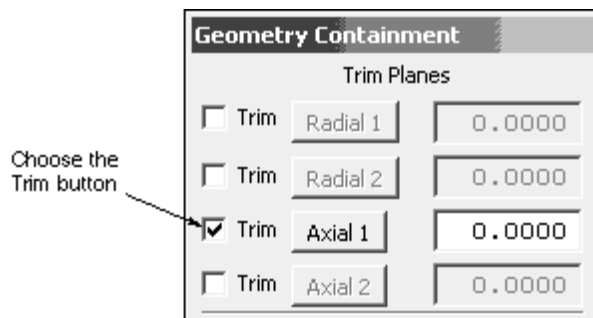 Geometry Containment
Trim Planes
Trim Radial 1 0.0000
Trim Radial 2 0.0000
Choose the
Trim button
Trim Axial 1 0.0000
Trim Axial 2 0.0000